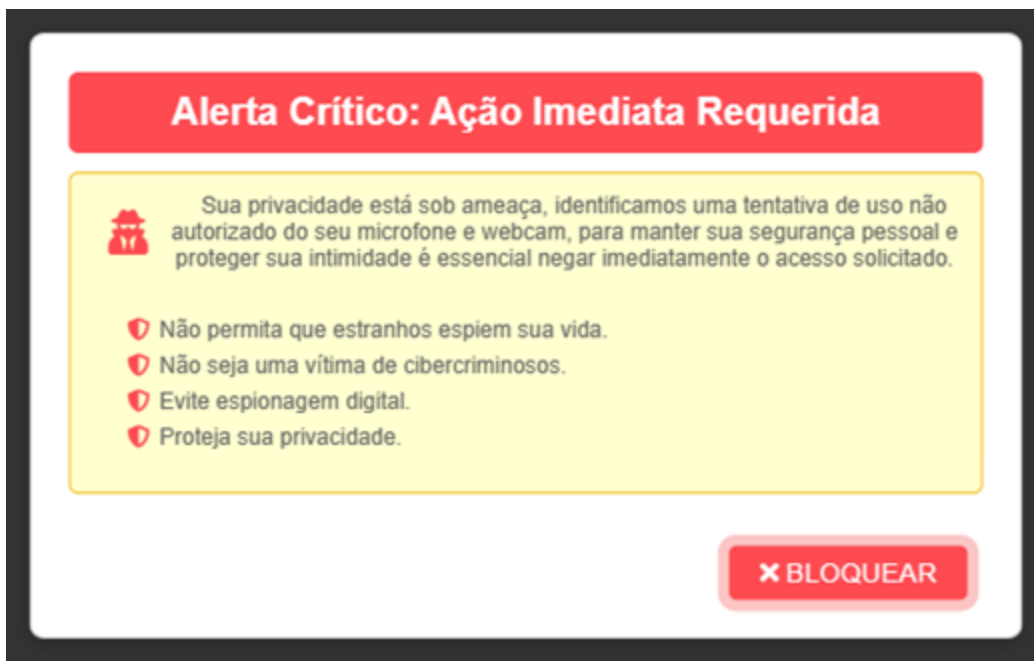 Alerta Crítico: Ação Imediata Requerida
Sua privacidade está sob ameaça, identificamos uma tentativa de uso não
autorizado do seu microfone e webcam, para manter sua segurança pessoal e
proteger sua intimidade é essencial negar imediatamente o acesso solicitado.
Não permita que estranhos espiem sua vida.
Não seja uma vítima de cibercriminosos.
Evite espionagem digital.
Proteja sua privacidade.
BLOQUEAR